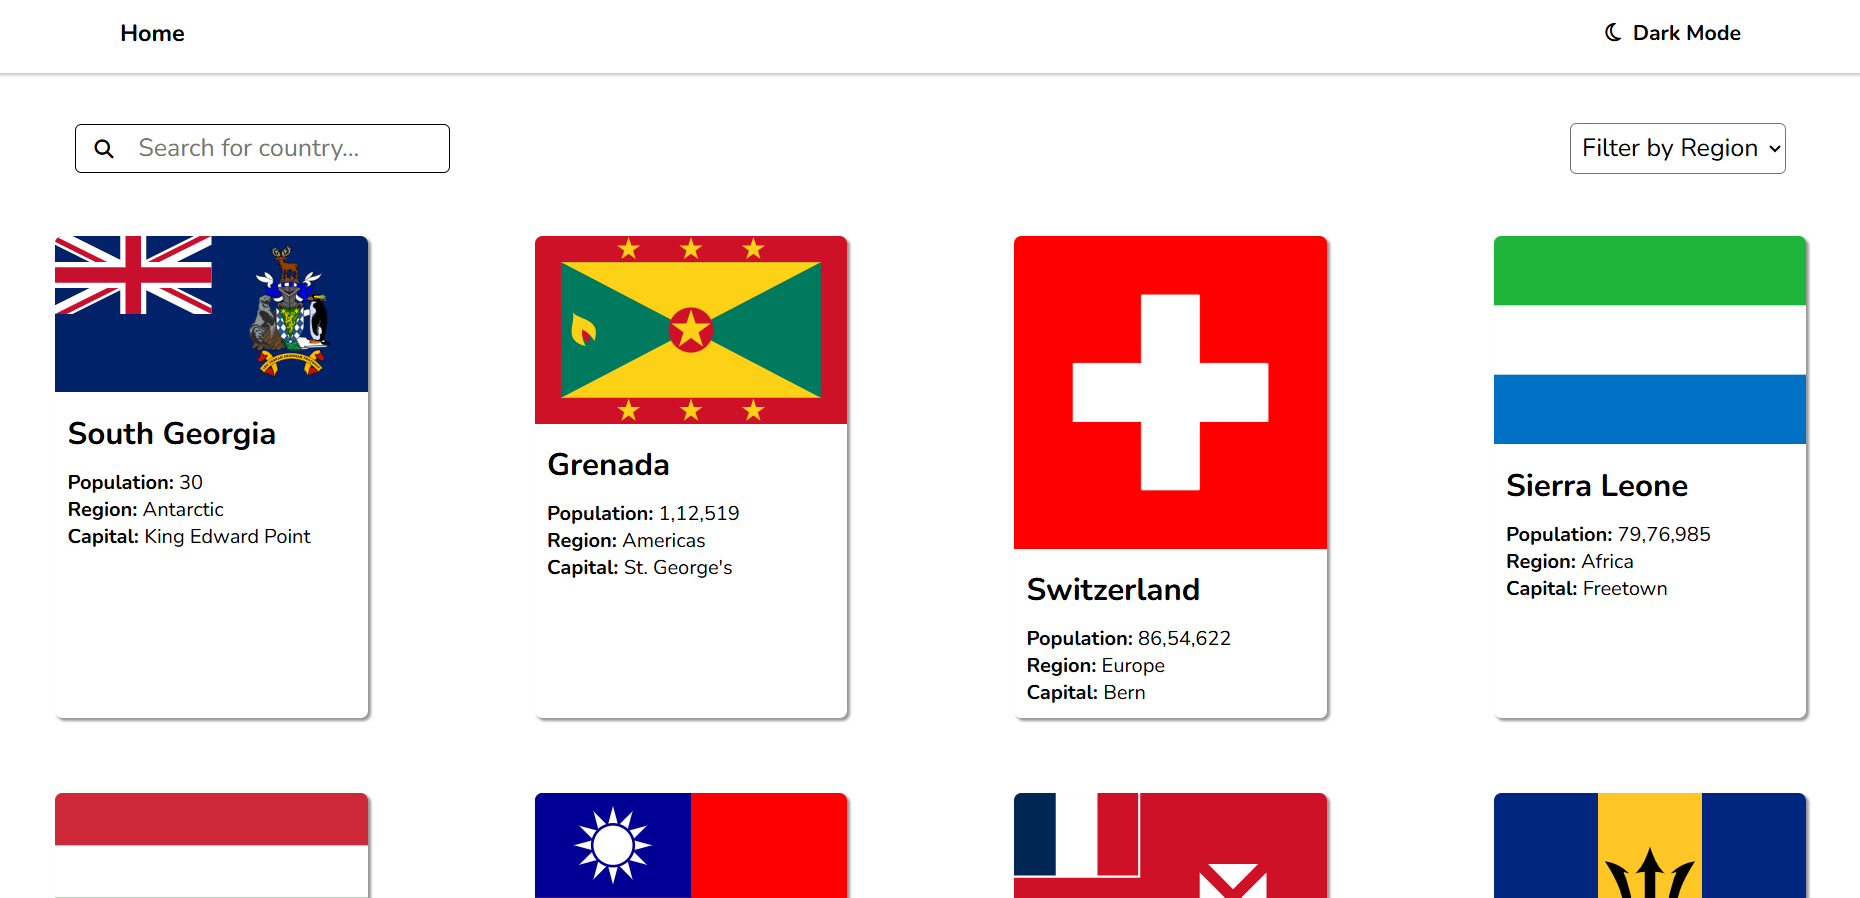 Home
Dark Mode
Search for country...
Filter by Region
South Georgia
Population: 30
Region: Antarctic
Capital: King Edward Point
Grenada
Population: 1,12,519
Region: Americas
Capital: St. George's
Switzerland
Population: 86,54,622
Region: Europe
Capital: Bern
Sierra Leone
Population: 79,76,985
Region: Africa
Capital: Freetown